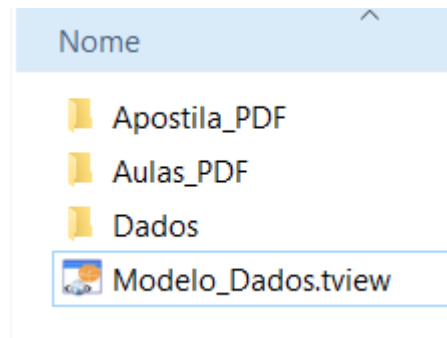 Nome
Apostila_PDF
Aulas_PDF
Dados
Modelo_Dados.tview